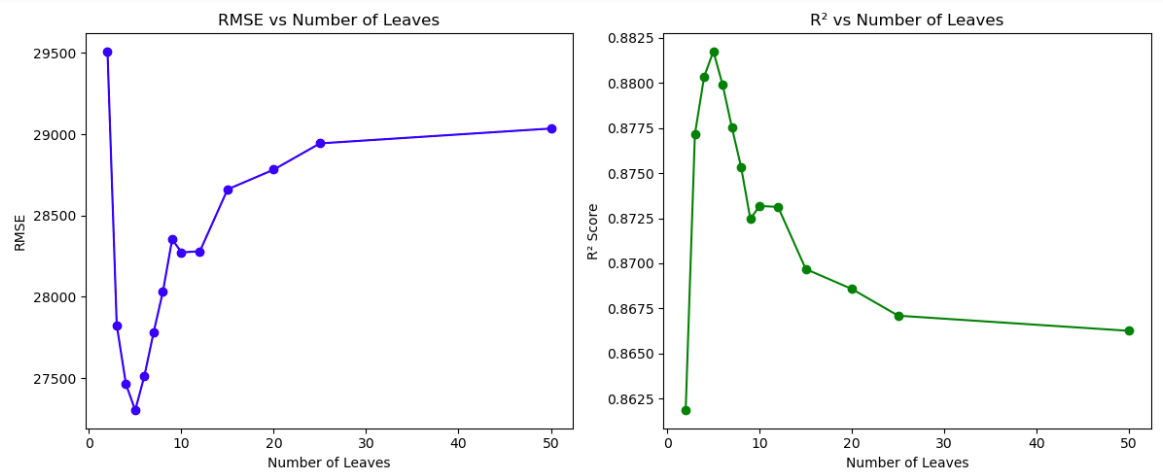 RMSE vs Number of Leaves
29500
29000
28500
28000
27500
RMSE
0 10 20 30 40 50
Number of Leaves
R² vs Number of Leaves
0.8825
0.8800
0.8775
0.8750
0.8725
0.8700
0.8675
0.8650
0.8625
R² Score
0 10 20 30 40 50
Number of Leaves